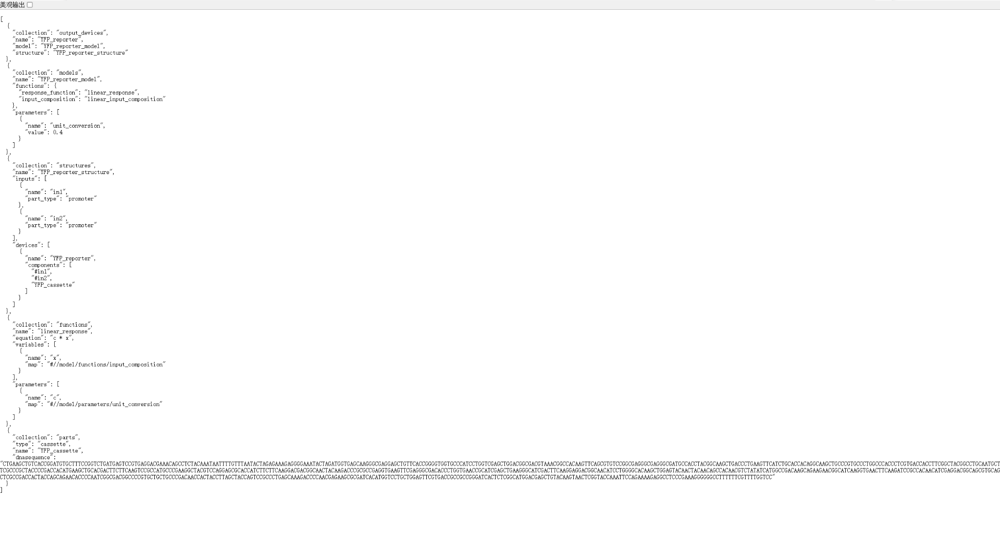 美观输出
[
  {
    "collection": "output_devices",
    "name": "YFP_reporter",
    "model": "YFP_reporter_model",
    "structure": "YFP_reporter_structure"
  },
  {
    "collection": "models",
    "name": "YFP_reporter_model",
    "functions": {
      "response_function": "linear_response",
      "input_composition": "linear_input_composition"
    },
    "parameters": [
      {
        "name": "unit_conversion",
        "value": 0.4
      }
    ]
  },
  {
    "collection": "structures",
    "name": "YFP_reporter_structure",
    "inputs": [
      {
        "name": "in1",
        "part_type": "promoter"
      },
      {
        "name": "in2",
        "part_type": "promoter"
      }
    ],
    "devices": [
      {
        "name": "YFP_reporter",
        "components": [
          "#in1",
          "#in2",
          "YFP_cassette"
        ]
      }
    ]
  },
  {
    "collection": "functions",
    "name": "linear_response",
    "equation": "c * x",
    "variables": [
      {
        "name": "x",
        "map": "#//model/functions/input_composition"
      }
    ],
    "parameters": [
      {
        "name": "c",
        "map": "#//model/parameters/unit_conversion"
      }
    ]
  },
  {
    "collection": "parts",
    "type": "cassette",
    "name": "YFP_cassette",
    "dnasequence":
"CTGAAGCTGTCACCGGATGTGCTTTCCGGTCTGATGAGTCCGTGAGGACGAAACAGCCTCTACAAATAATTTTGTTTAATACTAGAGAAAGAGGGGAAATACTAGATGGTGAGCAAGGGCGAGGAGCTGTTCACCGGGGTGGTGCCCATCCTGGTCGAGCTGGACGGCGACGTAAACGGCCACAAGTTCAGCGTGTCCGGCGAGGGCGAGGGCGATGCCACCTACGGCAAGCTGACCCTGAAGTTCATCTGCACCACAGGCAAGCTGCCCGTGCCCTGGCCCACCCTCGTGACCACCTTCGGCTACGGCCTGCAATGCT
TCGCCCGCTACCCCGACCACATGAAGCTGCACGACTTCTTCAAGTCCGCCATGCCCGAAGGCTACGTCCAGGAGCGCACCATCTTCTTCAAGGACGACGGCAACTACAAGACCCGCGCCGAGGTGAAGTTCGAGGGCGACACCCTGGTGAACCGCATCGAGCTGAAGGGCATCGACTTCAAGGAGGACGGCAACATCCTGGGGCACAAGCTGGAGTACAACTACAACAGCCACAACGTCTATATCATGGCCGACAAGCAGAAGAACGGCATCAAGGTGAACTTCAAGATCCGCCACAACATCGAGGACGGCAGCGTGCAG
CTCGCCGACCACTACCAGCAGAACACCCCAATCGGCGACGGCCCCGTGCTGCTGCCCGACAACCACTACCTTAGCTACCAGTCCGCCCTGAGCAAAGACCCCAACGAGAAGCGCGATCACATGGTCCTGCTGGAGTTCGTGACCGCCGCCGGGATCACTCTCGGCATGGACGAGCTGTACAAGTAACTCGGTACCAAATTCCAGAAAAGAGGCCTCCCGAAAGGGGGGCCTTTTTTCGTTTTGGTCC"
  }
]